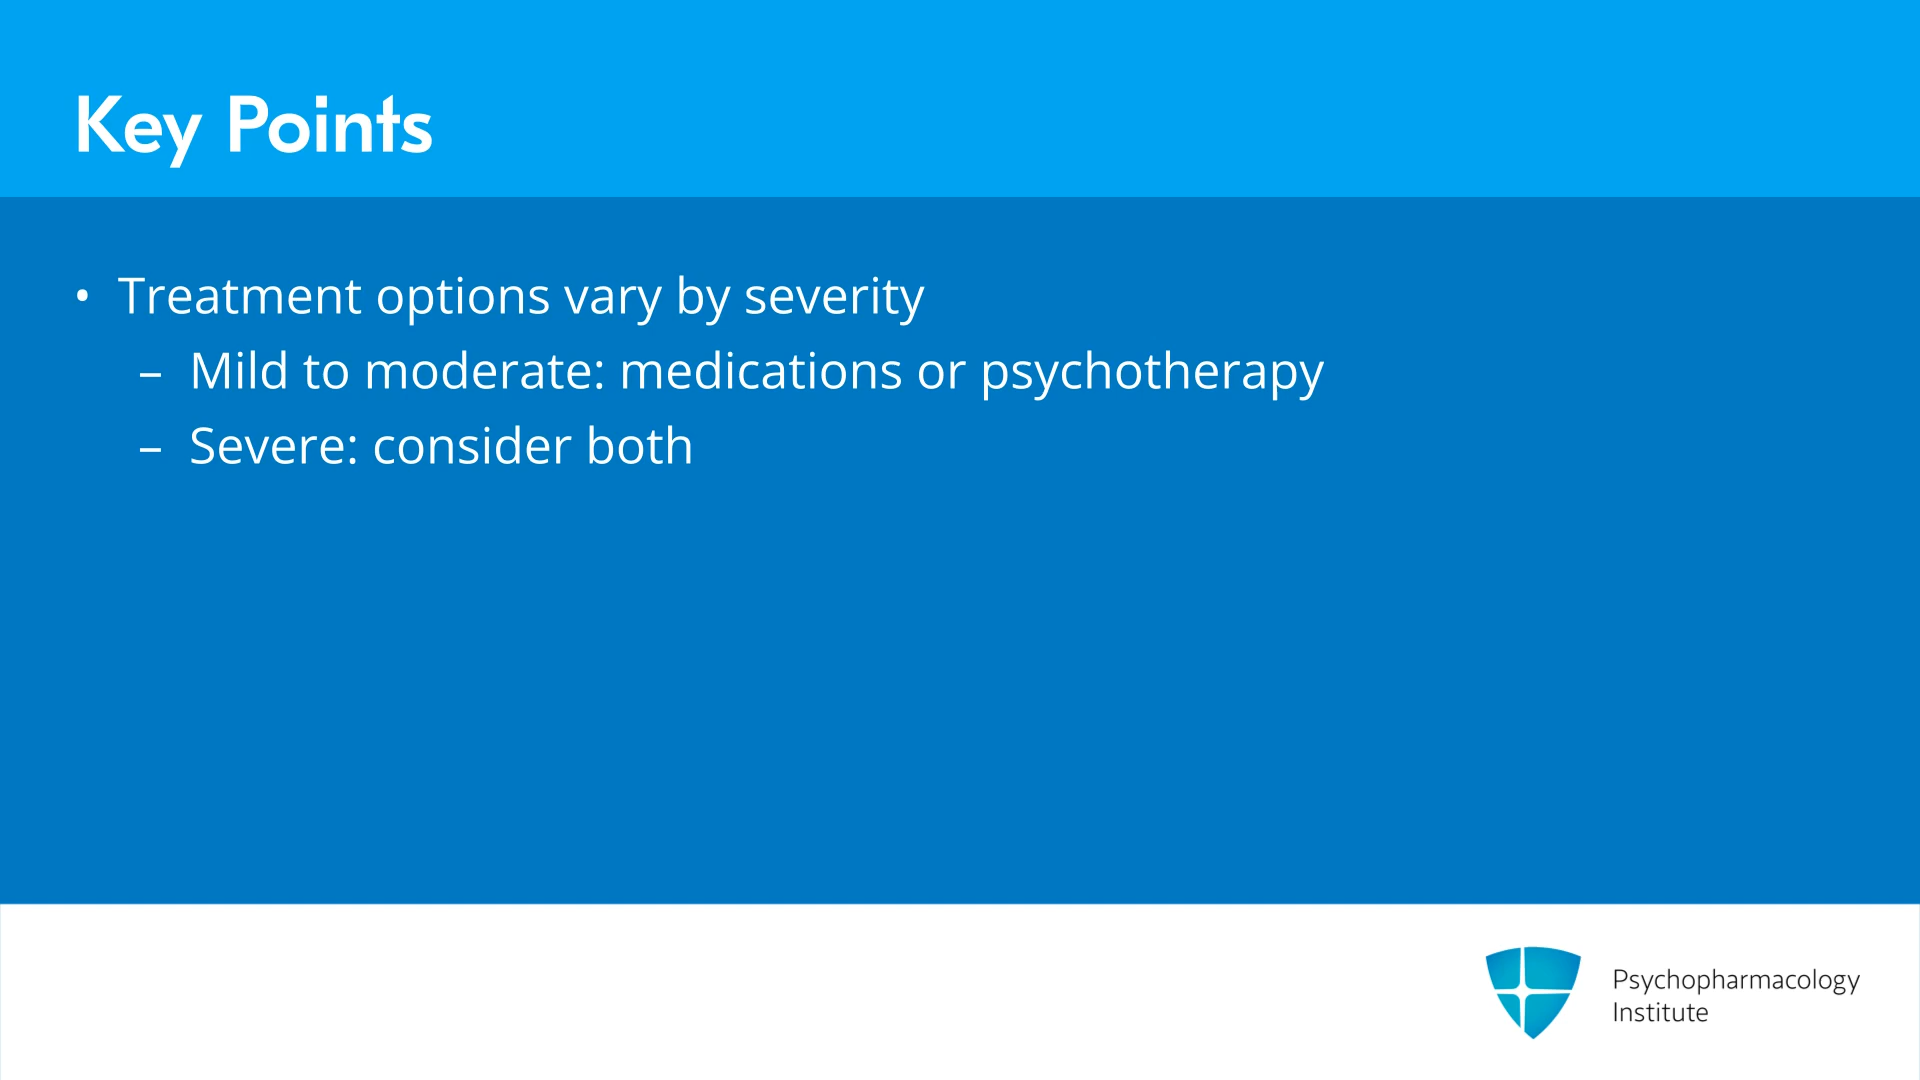 Key Points
• Treatment options vary by severity
– Mild to moderate: medications or psychotherapy
– Severe: consider both
Psychopharmacology
Institute